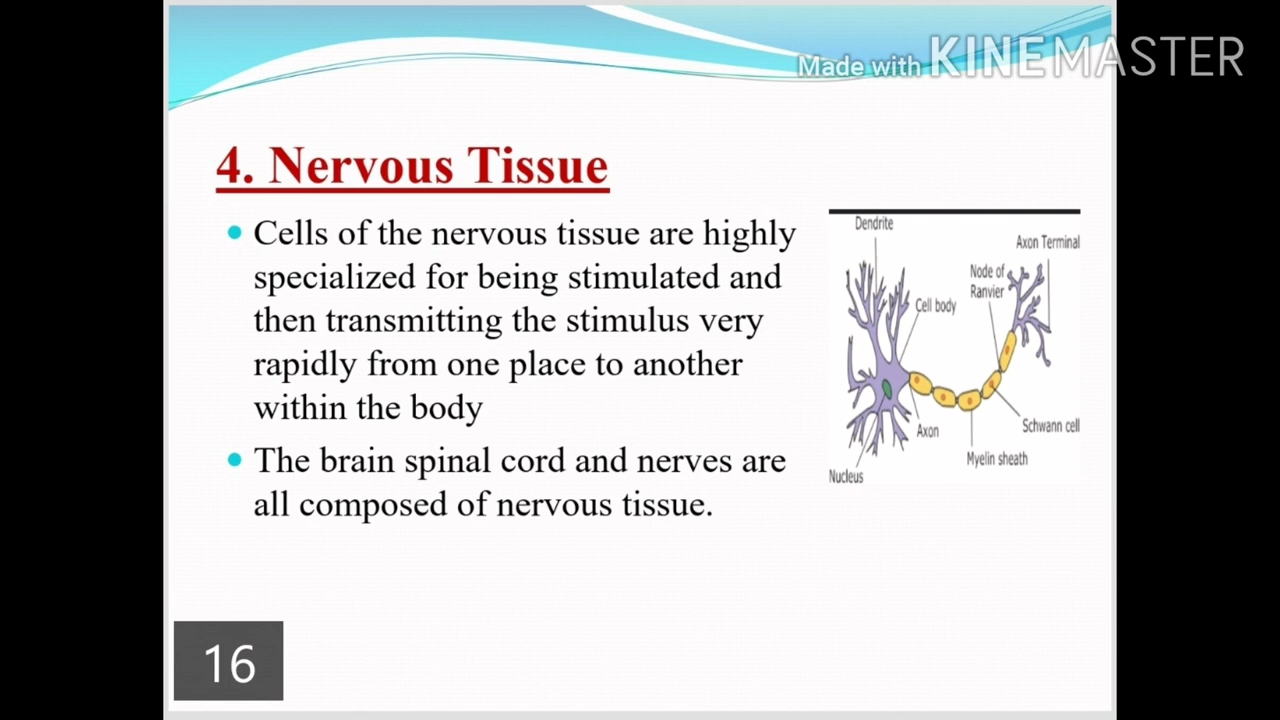 Made with KINEMASTER
4. Nervous Tissue
• Cells of the nervous tissue are highly
specialized for being stimulated and
then transmitting the stimulus very
rapidly from one place to another
within the body
• The brain spinal cord and nerves are
all composed of nervous tissue.
Dendrite
Axon Terminal
Node of
Ranvier
Cell body
Axon
Schwann cell
Myelin sheath
Nucleus
16